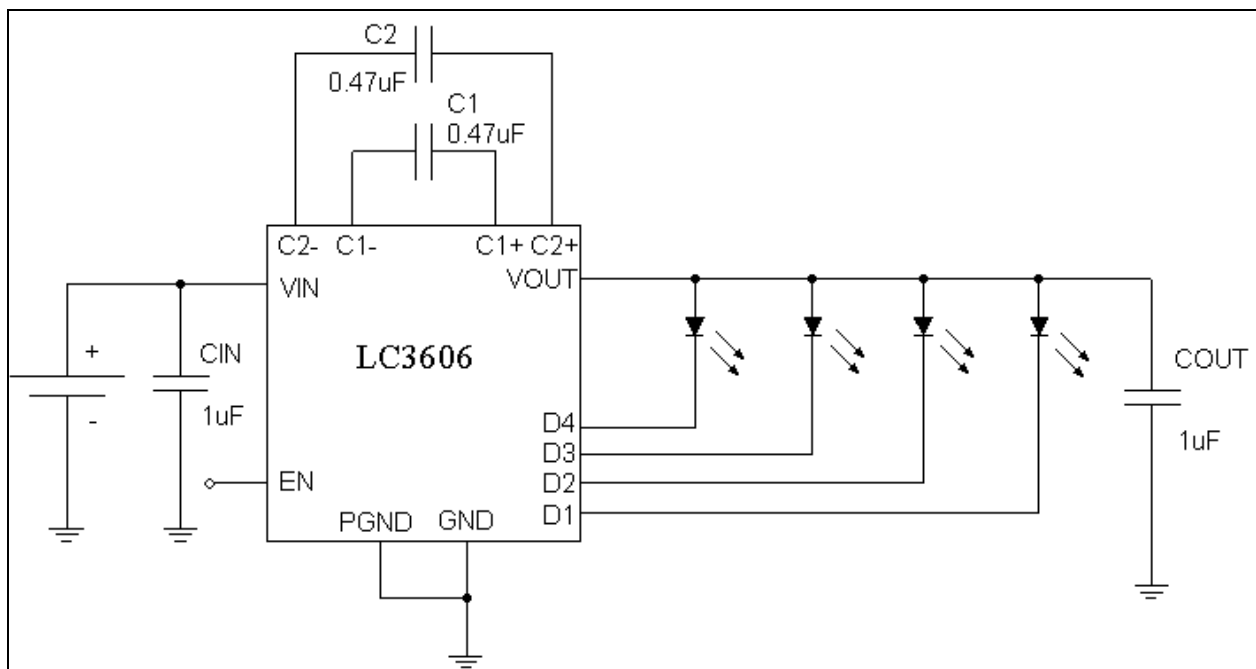 C2
0.47uF
C1
0.47uF
C2- C1- C1+ C2+
VIN
VOUT
LC3606
+
CIN
-
1uF
EN
D4
D3
D2
D1
PGND GND
COUT
1uF